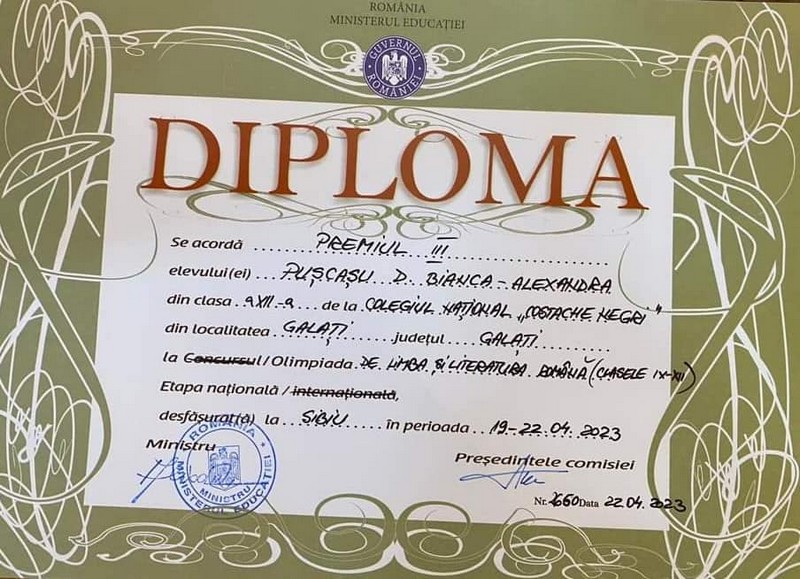 ROMÂNIA
MINISTERUL EDUCAȚIEI
GUVERNUL ROMÂNIEI
DIPLOMA
Se acordă PREMIUL III
elevului(ei) PUȘCAȘU D. BIANCA - ALEXANDRA
din clasa a XII-a de la COLEGIUL NAȚIONAL „COSTACHE NEGRI"
din localitatea GALAȚI județul GALAȚI
la Concursul/Olimpiada DE LIMBA ȘI LITERATURA ROMÂNĂ (CLASELE IX-XII)
Etapa națională / internațională,
desfășurat(ă) la SIBIU în perioada 19-22.04.2023
Ministru
Președintele comisiei
ROMÂNIA
MINISTRU
MINISTERUL EDUCAȚIEI
Nr. 660 Data 22.04.2023